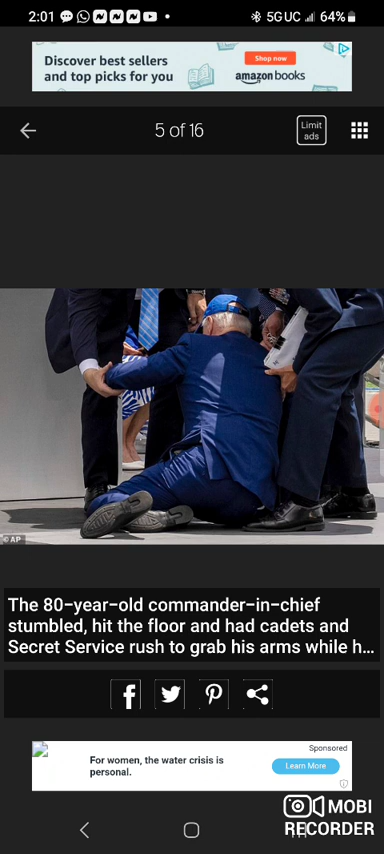 2:01
5G UC
64%
Discover best sellers
and top picks for you
Shop now
amazon books
5 of 16
Limit
ads
© AP
The 80-year-old commander-in-chief
stumbled, hit the floor and had cadets and
Secret Service rush to grab his arms while h...
Sponsored
For women, the water crisis is
personal.
Learn More
MOBI
RECORDER